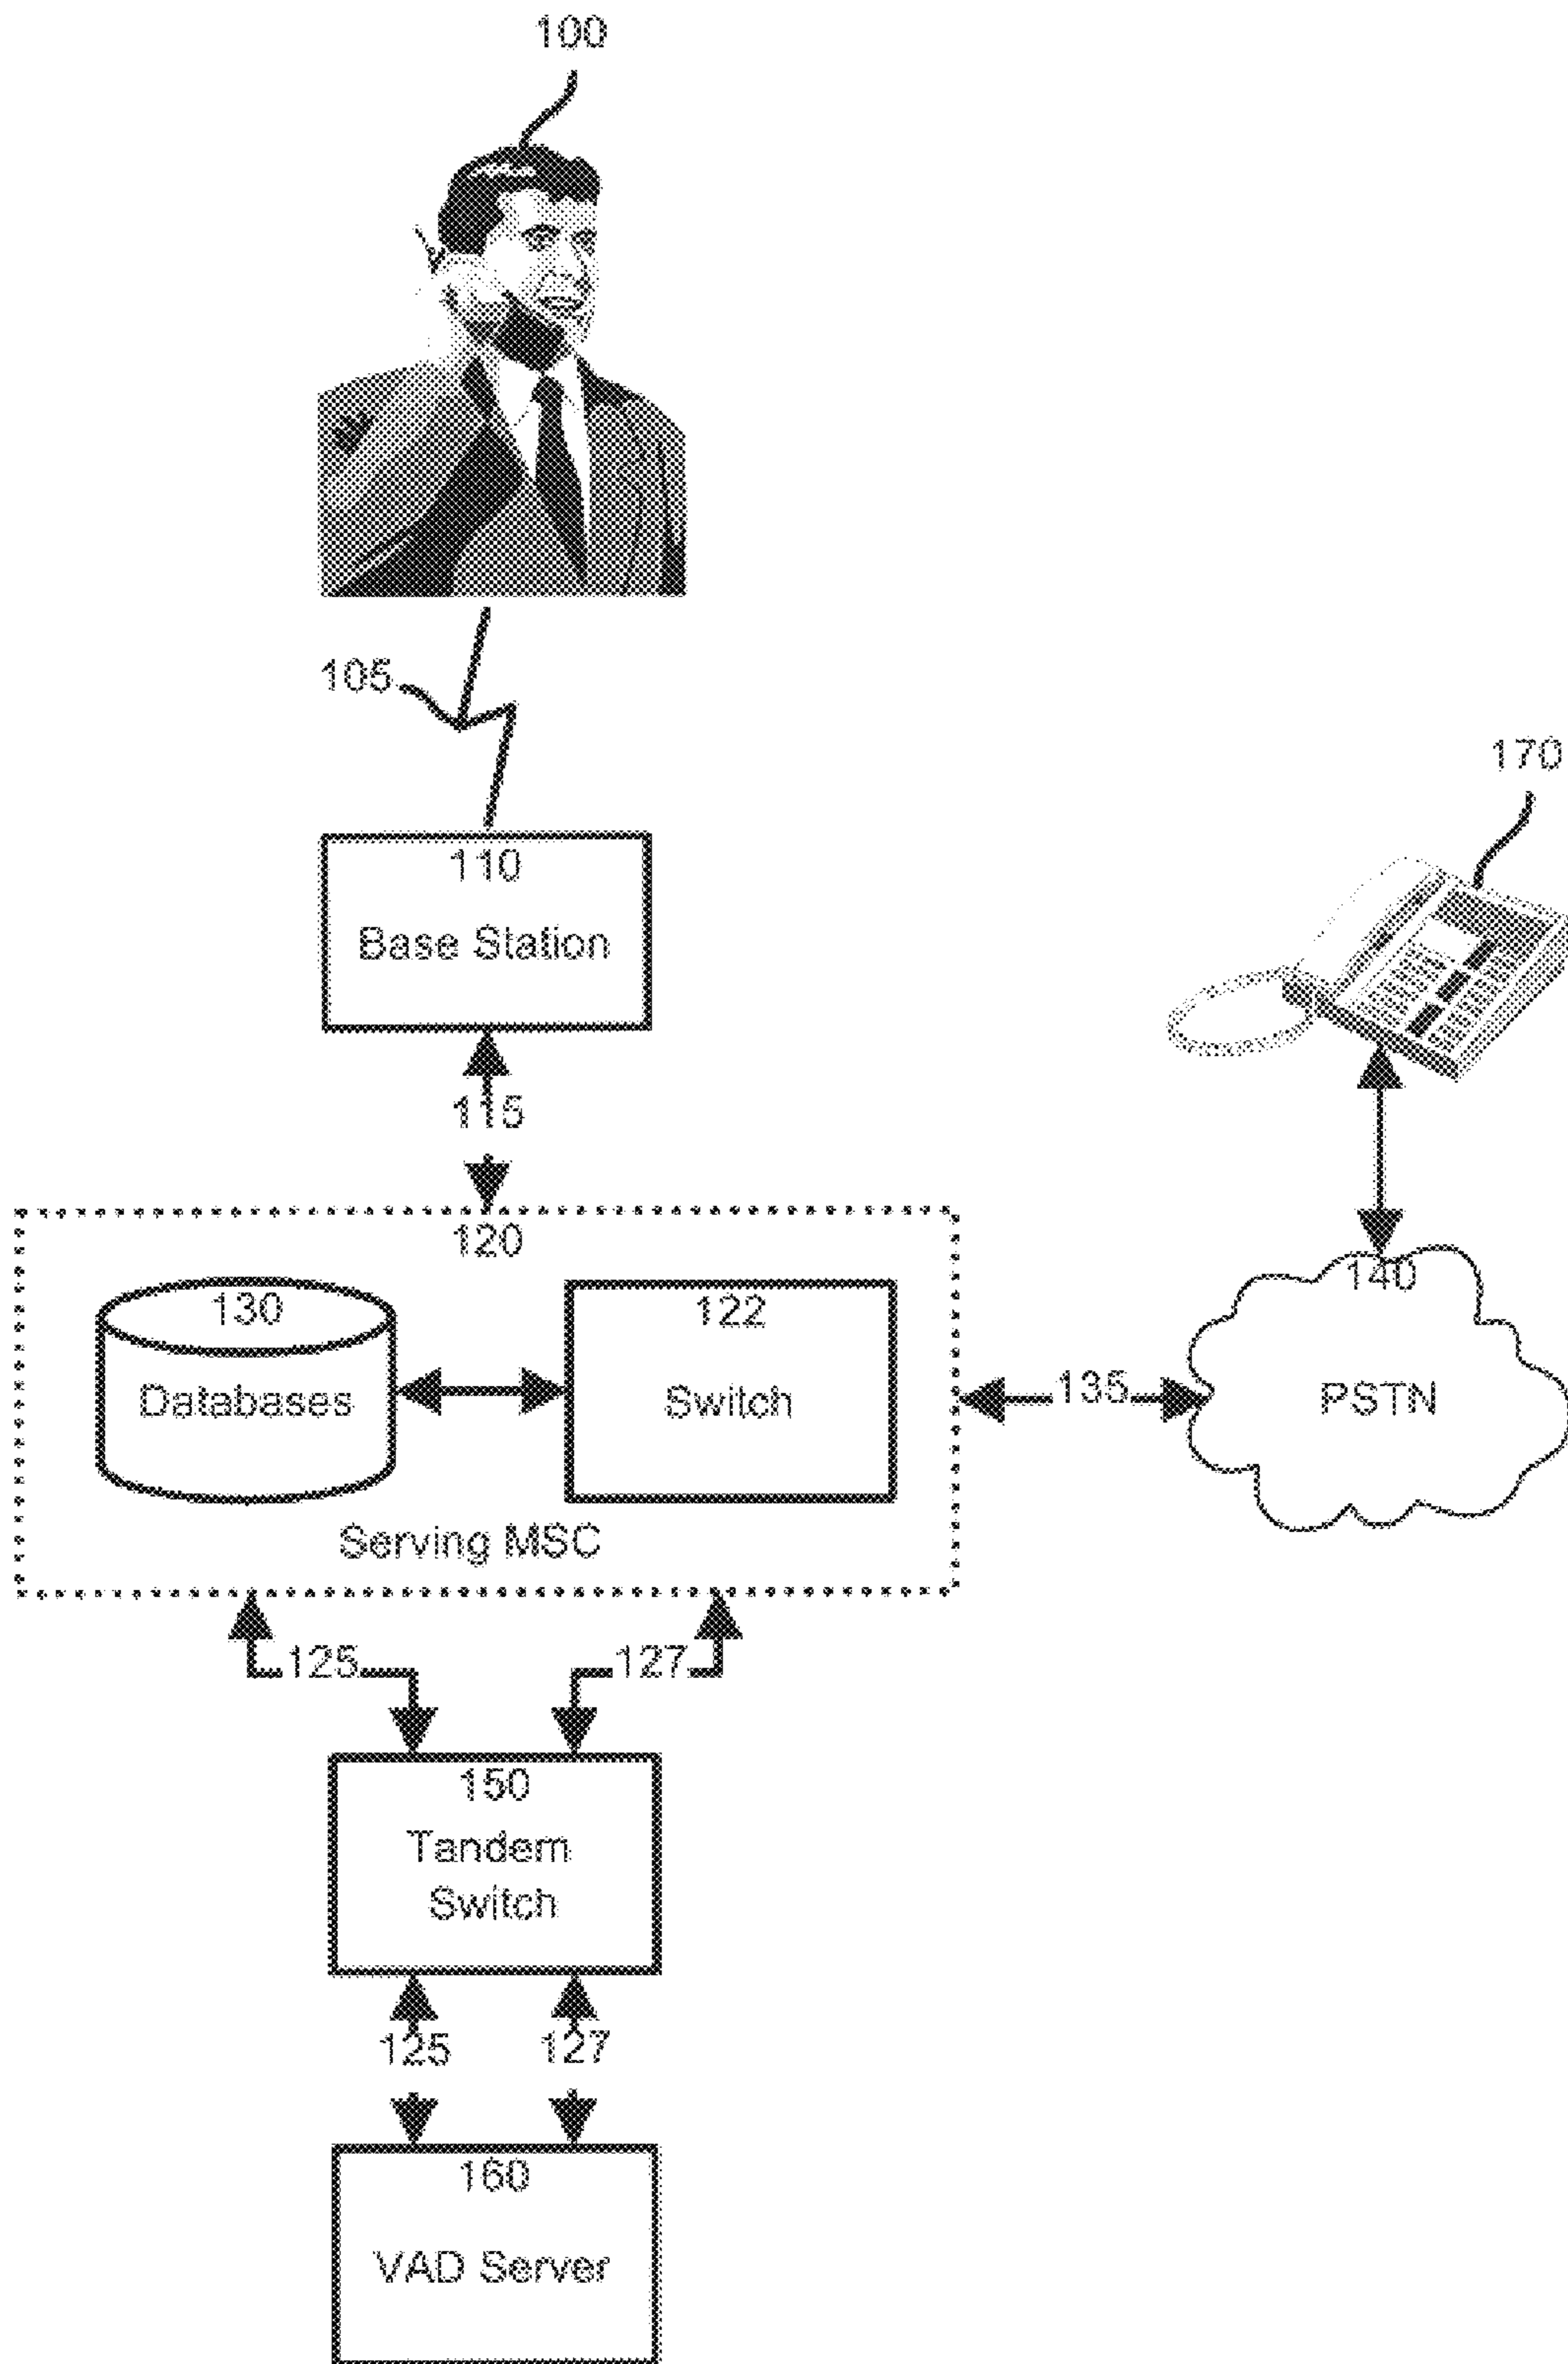 100
105
170
110
Base Station
115
120
130
Databases
122
Switch
Serving MSC
135
140
PSTN
125
127
150
Tandem
Switch
125
127
160
VAD Server